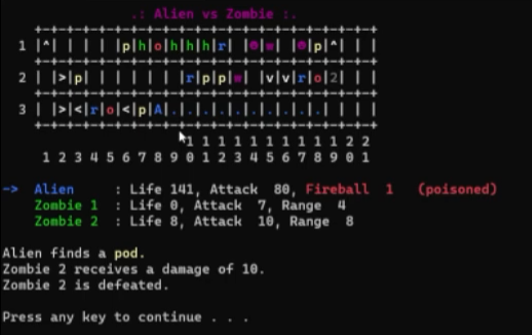 .: Alien vs Zombie :.
+-+-+-+-+-+-+-+-+-+-+-+-+-+-+-+-+-+-+-+-+-+
1 |^| | | | |p|h|o|h|h|h|r| | |w| | |p|^| | |
+-+-+-+-+-+-+-+-+-+-+-+-+-+-+-+-+-+-+-+-+-+
2 | |>|p| | | | | | |r|p|p|w| |v|v|r|o|2| | |
+-+-+-+-+-+-+-+-+-+-+-+-+-+-+-+-+-+-+-+-+-+
3 | |>|<|r|o|<|p|A|.|.|.|.|.|.|.|.|.| | | | |
+-+-+-+-+-+-+-+-+-+-+-+-+-+-+-+-+-+-+-+-+-+
1 1 1 1 1 1 1 1 1 1 2 2
1 2 3 4 5 6 7 8 9 0 1 2 3 4 5 6 7 8 9 0 1
-> Alien : Life 141, Attack 80, Fireball 1 (poisoned)
Zombie 1 : Life 0, Attack 7, Range 4
Zombie 2 : Life 8, Attack 10, Range 8
Alien finds a pod.
Zombie 2 receives a damage of 10.
Zombie 2 is defeated.
Press any key to continue . . .